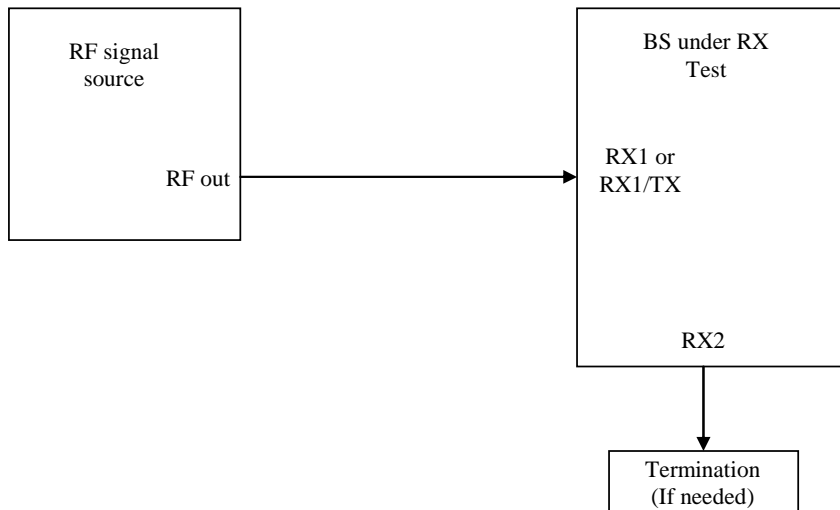 RF signal
source
RF out
BS under RX
Test
RX1 or
RX1/TX
RX2
Termination
(If needed)